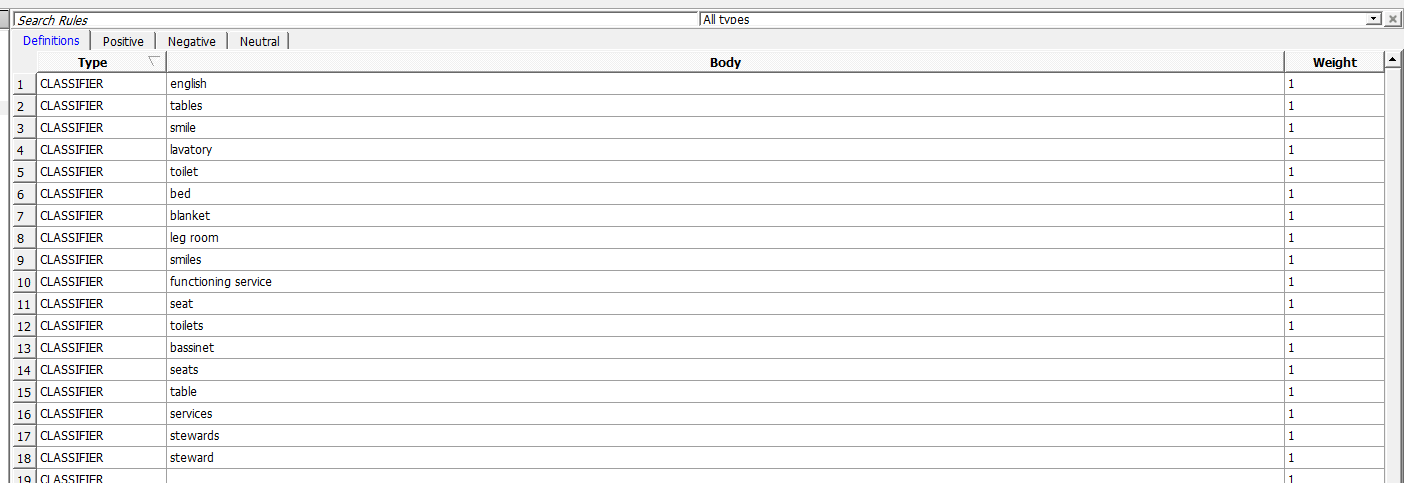 Search Rules All types
Definitions Positive Negative Neutral
Type Body Weight
1 CLASSIFIER english 1
2 CLASSIFIER tables 1
3 CLASSIFIER smile 1
4 CLASSIFIER lavatory 1
5 CLASSIFIER toilet 1
6 CLASSIFIER bed 1
7 CLASSIFIER blanket 1
8 CLASSIFIER leg room 1
9 CLASSIFIER smiles 1
10 CLASSIFIER functioning service 1
11 CLASSIFIER seat 1
12 CLASSIFIER toilets 1
13 CLASSIFIER bassinet 1
14 CLASSIFIER seats 1
15 CLASSIFIER table 1
16 CLASSIFIER services 1
17 CLASSIFIER stewards 1
18 CLASSIFIER steward 1
19 CLASSIFIER 1